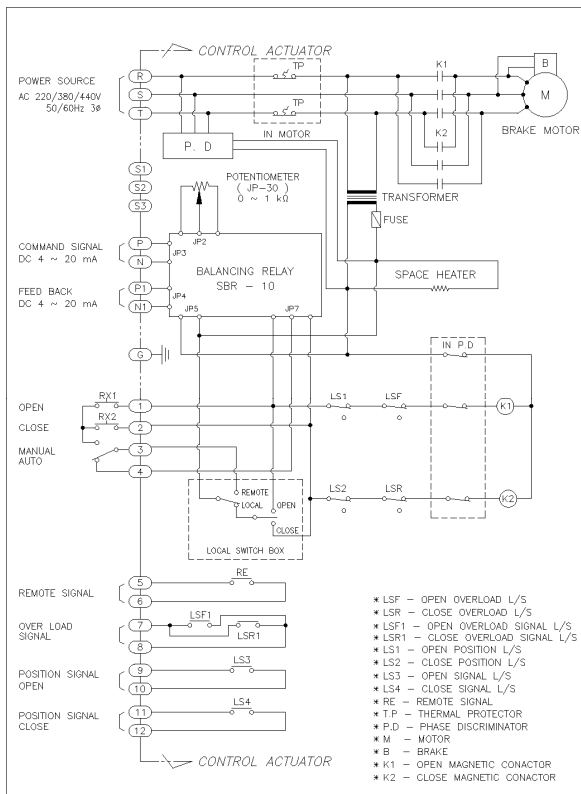 CONTROL ACTUATOR
POWER SOURCE
AC 220/380/440V
50/60Hz 3ø
R
S
T
TP
TP
K1
K2
B
M
BRAKE MOTOR
IN MOTOR
P. D
S1
S2
S3
POTENTIOMETER
( JP-30 )
0 ~ 1 kΩ
TRANSFORMER
FUSE
COMMAND SIGNAL
DC 4 ~ 20 mA
P
N
JP2
JP3
BALANCING RELAY
SBR - 10
SPACE HEATER
FEED BACK
DC 4 ~ 20 mA
P1
N1
JP4
JP5
JP7
G
IN P.D
OPEN
CLOSE
MANUAL
AUTO
RX1
RX2
1
2
3
4
LS1
LSF
K1
LS2
LSR
K2
REMOTE
LOCAL
OPEN
CLOSE
LOCAL SWITCH BOX
REMOTE SIGNAL
5
6
RE
OVER LOAD
SIGNAL
7
8
LSF1
LSR1
POSITION SIGNAL
OPEN
9
10
LS3
POSITION SIGNAL
CLOSE
11
12
LS4
CONTROL ACTUATOR
* LSF - OPEN OVERLOAD L/S
* LSR - CLOSE OVERLOAD L/S
* LSF1 - OPEN OVERLOAD SIGNAL L/S
* LSR1 - CLOSE OVERLOAD SIGNAL L/S
* LS1 - OPEN POSITION L/S
* LS2 - CLOSE POSITION L/S
* LS3 - OPEN SIGNAL L/S
* LS4 - CLOSE SIGNAL L/S
* RE - REMOTE SIGNAL
* T.P - THERMAL PROTECTOR
* P.D - PHASE DISCRIMINATOR
* M - MOTOR
* B - BRAKE
* K1 - OPEN MAGNETIC CONACTOR
* K2 - CLOSE MAGNETIC CONACTOR